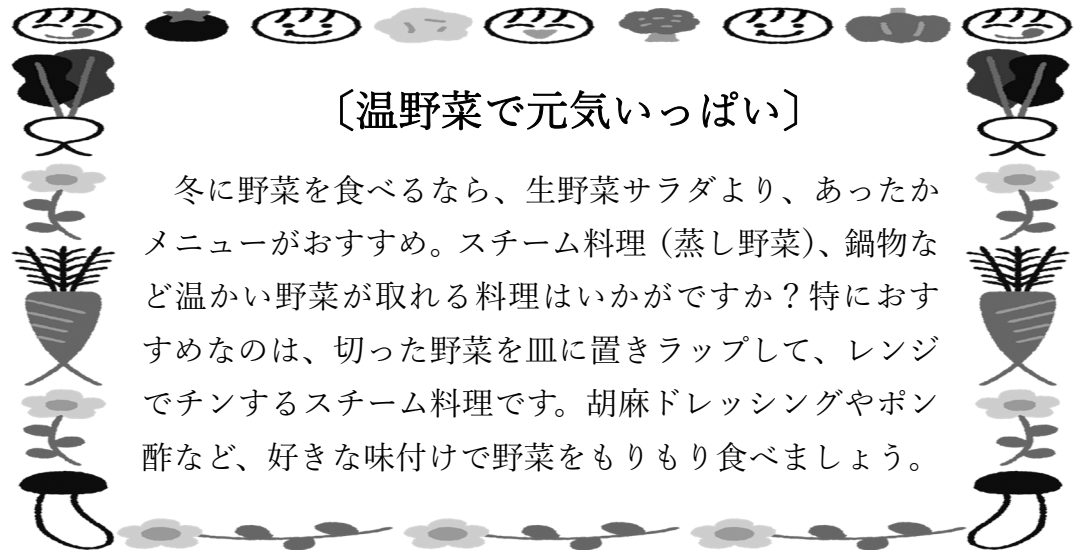 〔温野菜で元気いっぱい〕
　冬に野菜を食べるなら、生野菜サラダより、あったか
メニューがおすすめ。スチーム料理（蒸し野菜）、鍋物な
ど温かい野菜が取れる料理はいかがですか？特におす
すめなのは、切った野菜を皿に置きラップして、レンジ
でチンするスチーム料理です。胡麻ドレッシングやポン
酢など、好きな味付けで野菜をもりもり食べましょう。